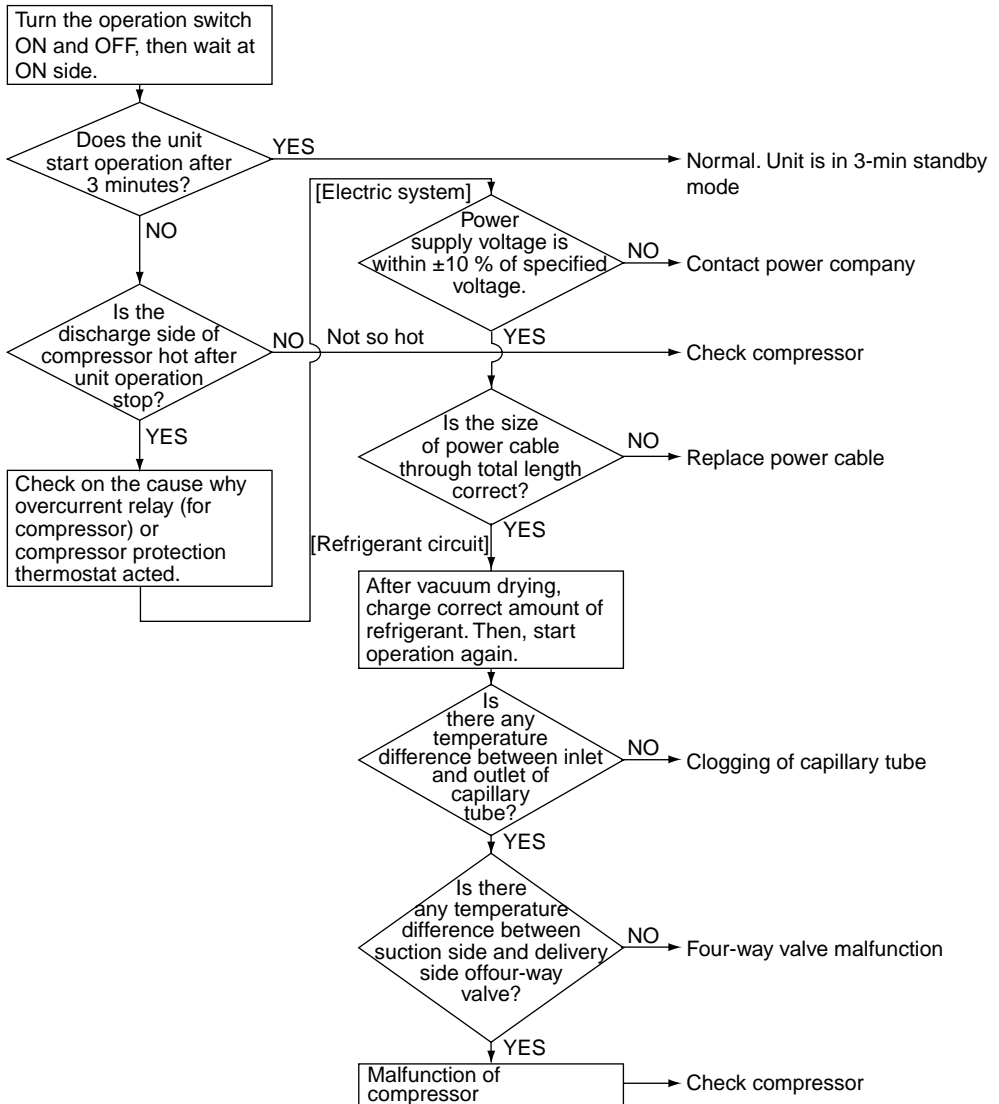 Turn the operation switch
ON and OFF, then wait at
ON side.
Does the unit
start operation after
3 minutes?
YES
Normal. Unit is in 3-min standby
mode
NO
[Electric system]
Power
supply voltage is
within ±10 % of specified
voltage.
NO
Contact power company
YES
Is the
discharge side of
compressor hot after
unit operation
stop?
NO
Not so hot
Check compressor
YES
Is the size
of power cable
through total length
correct?
NO
Replace power cable
YES
Check on the cause why
overcurrent relay (for
compressor) or
compressor protection
thermostat acted.
[Refrigerant circuit]
After vacuum drying,
charge correct amount of
refrigerant. Then, start
operation again.
Is
there any
temperature
difference between inlet
and outlet of
capillary
tube?
NO
Clogging of capillary tube
YES
Is there
any temperature
difference between
suction side and delivery
side offour-way
valve?
NO
Four-way valve malfunction
YES
Malfunction of
compressor
Check compressor